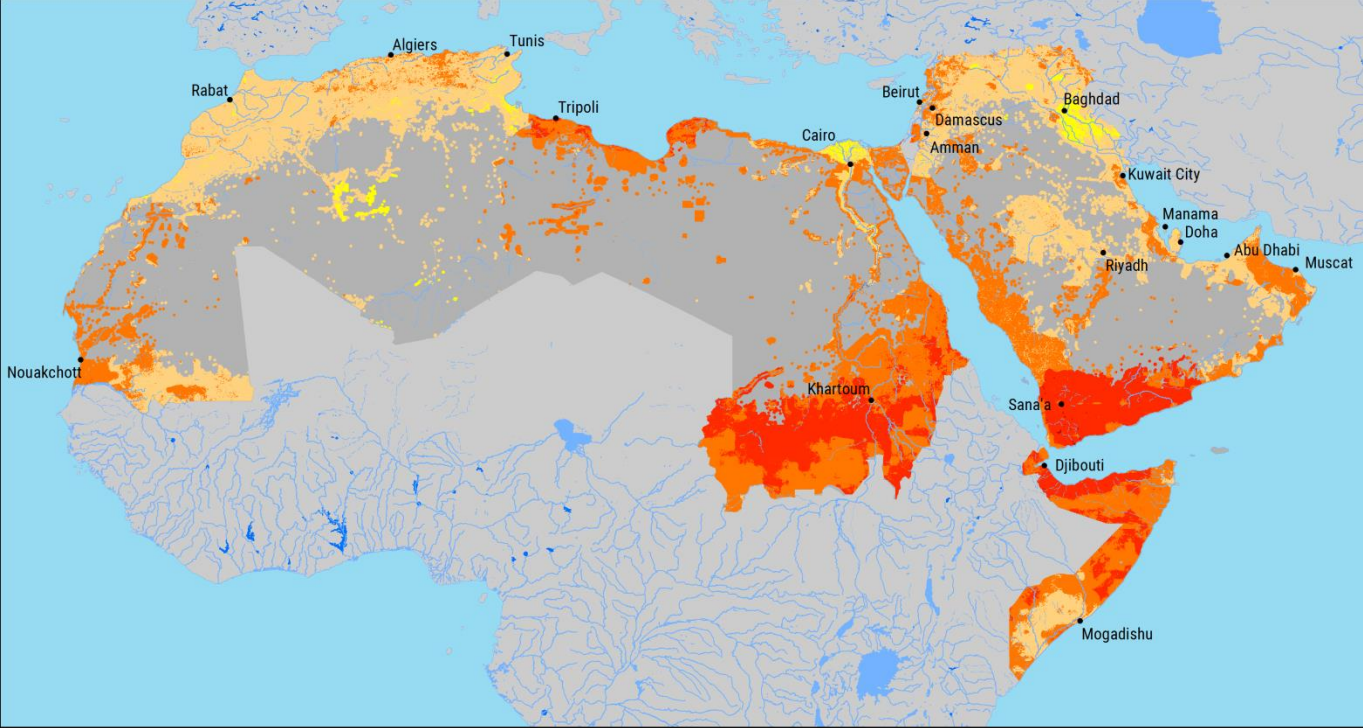 Algiers
Tunis
Rabat
Tripoli
Beirut
Baghdad
Damascus
Cairo
Amman
Kuwait City
Manama
Doha
Abu Dhabi
Riyadh
Muscat
Nouakchott
Khartoum
Sana'a
Djibouti
Mogadishu